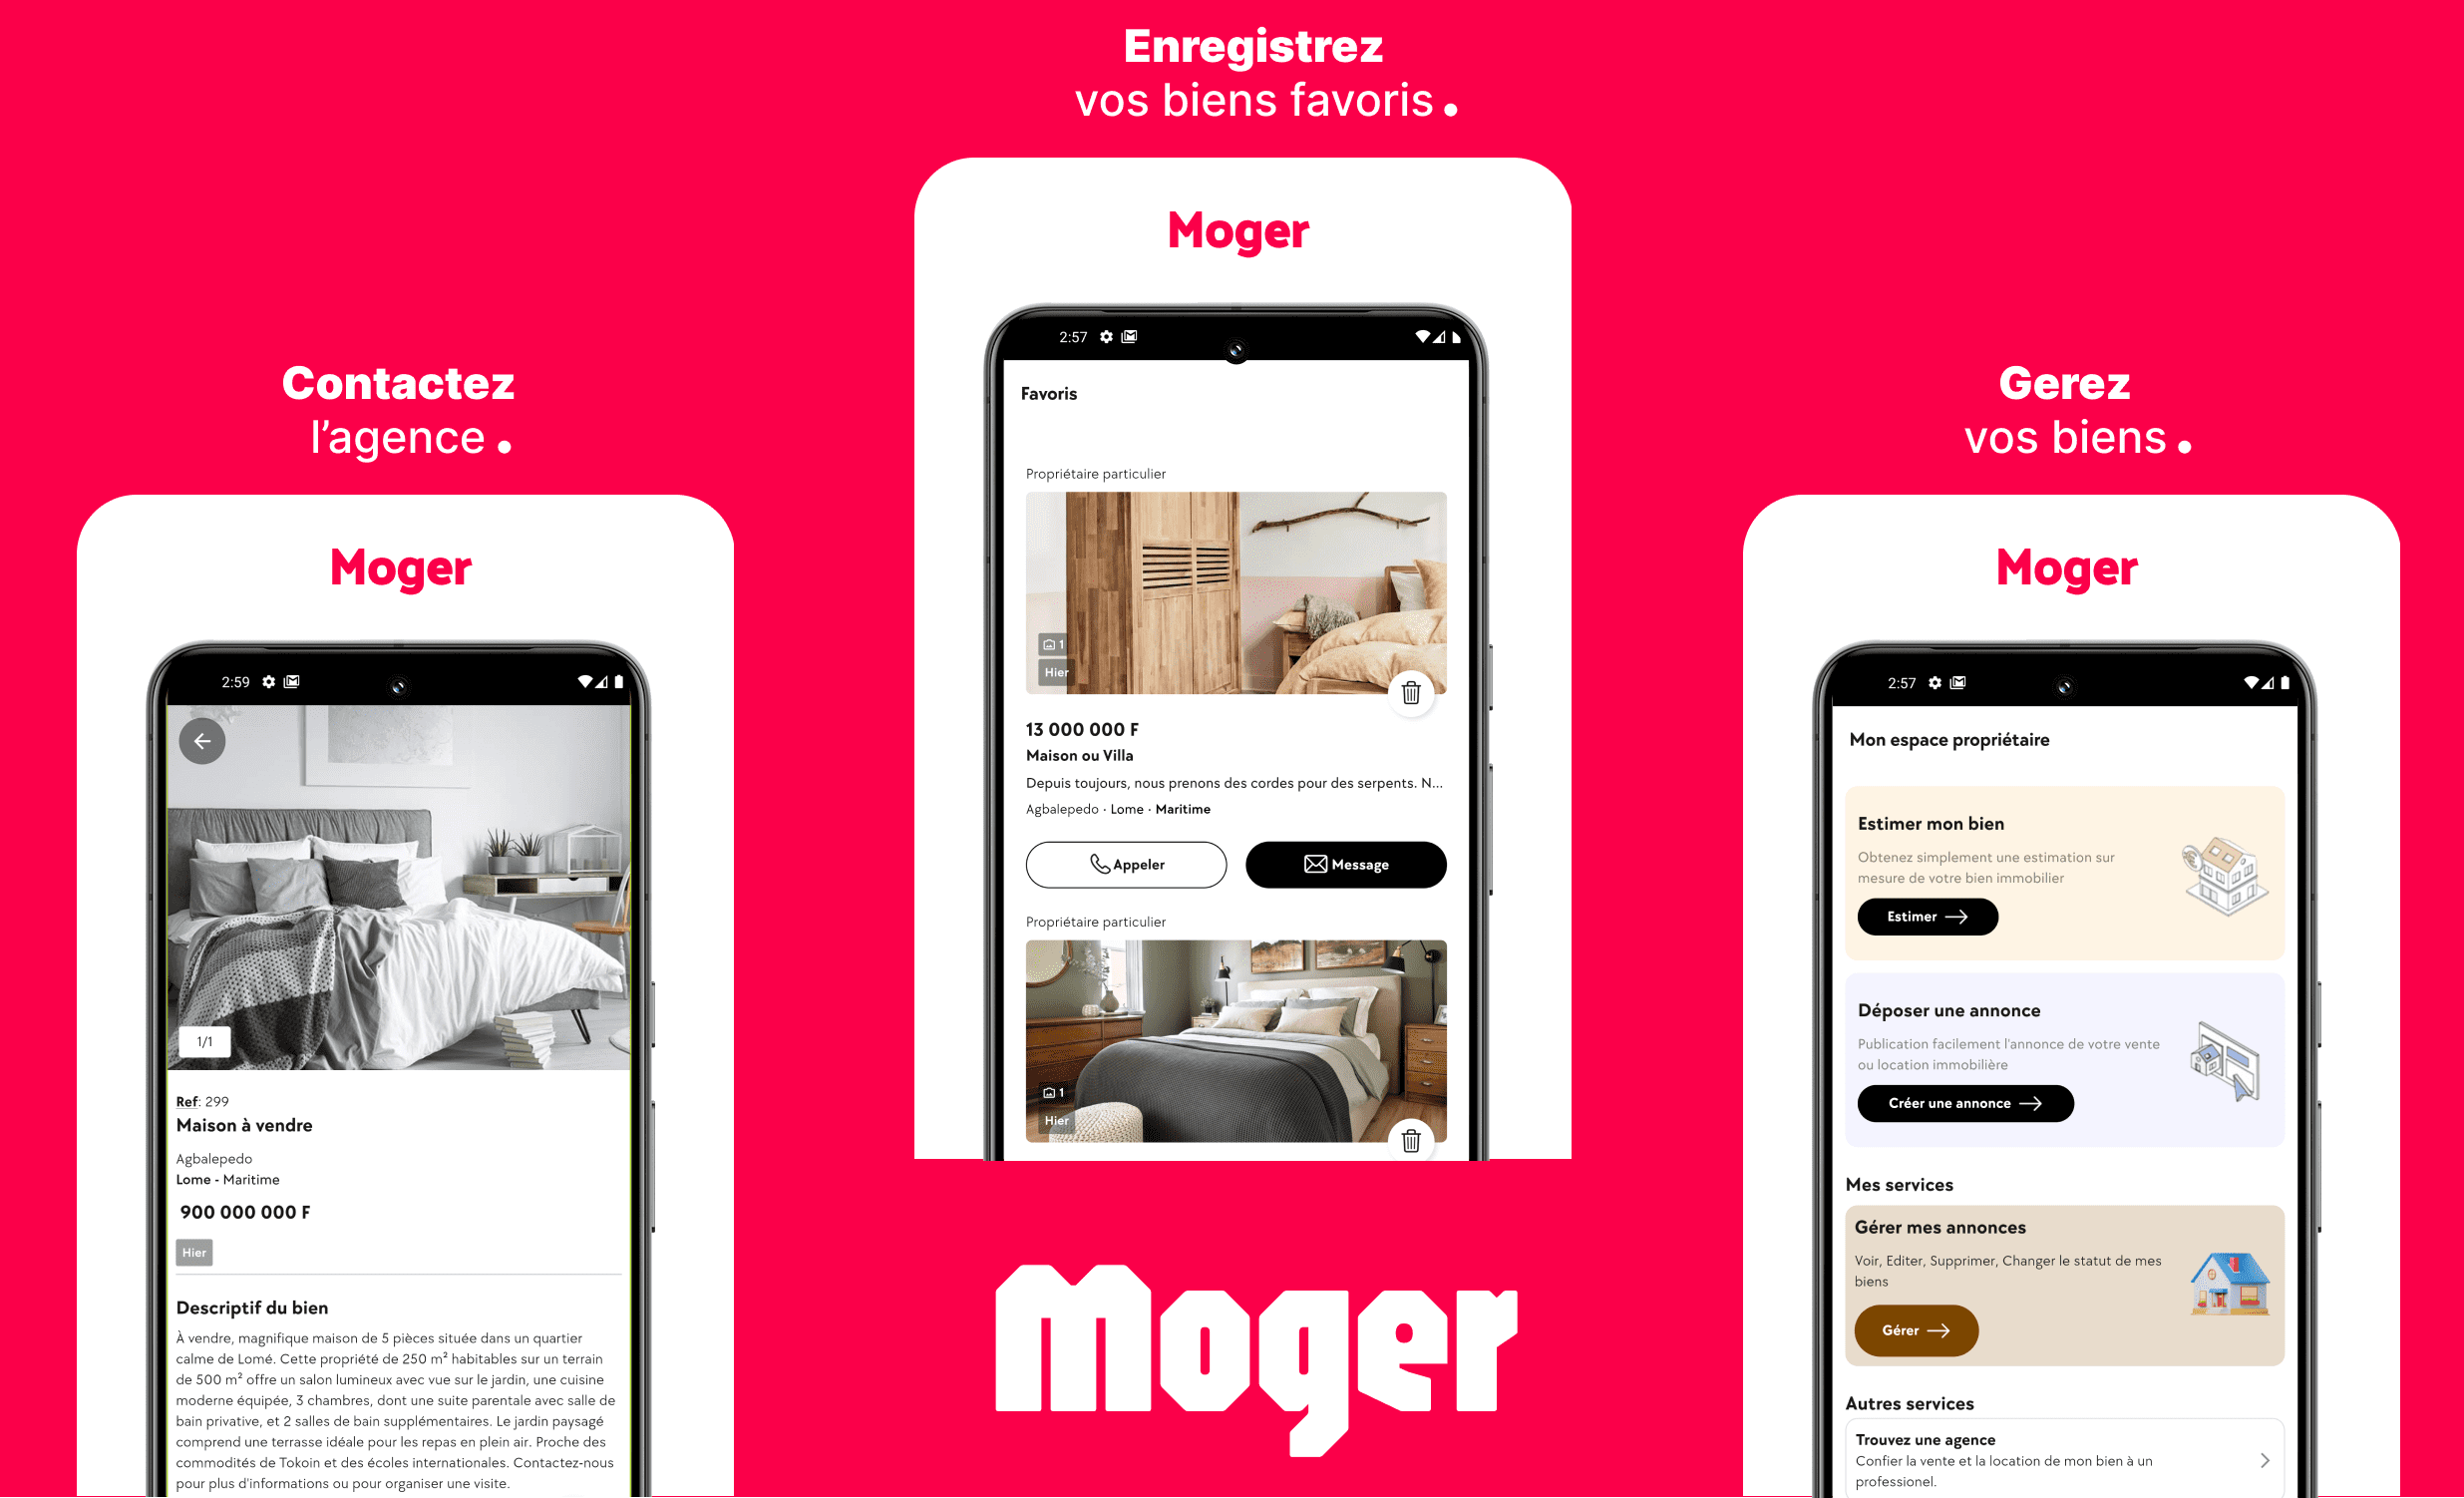 Enregistrez
vos biens favoris.
Moger
2:57
Favoris
Propriétaire particulier
1
Hier
13 000 000 F
Maison ou Villa
Depuis toujours, nous prenons des cordes pour des serpents. N...
Agbalepedo · Lome · Maritime
Appeler
Message
Propriétaire particulier
1
Hier
Contactez
l’agence.
Moger
2:59
1/1
Ref: 299
Maison à vendre
Agbalepedo
Lome - Maritime
900 000 000 F
Hier
Descriptif du bien
À vendre, magnifique maison de 5 pièces située dans un quartier
calme de Lomé. Cette propriété de 250 m² habitables sur un terrain
de 500 m² offre un salon lumineux avec vue sur le jardin, une cuisine
moderne équipée, 3 chambres, dont une suite parentale avec salle de
bain privative, et 2 salles de bain supplémentaires. Le jardin paysagé
comprend une terrasse idéale pour les repas en plein air. Proche des
commodités de Tokoin et des écoles internationales. Contactez-nous
pour plus d'informations ou pour organiser une visite.
Moger
Gerez
vos biens.
Moger
2:57
Mon espace propriétaire
Estimer mon bien
Obtenez simplement une estimation sur
mesure de votre bien immobilier
Estimer
Déposer une annonce
Publication facilement l'annonce de votre vente
ou location immobilière
Créer une annonce
Mes services
Gérer mes annonces
Voir, Editer, Supprimer, Changer le statut de mes
biens
Gérer
Autres services
Trouvez une agence
Confier la vente et la location de mon bien à un
professionel.